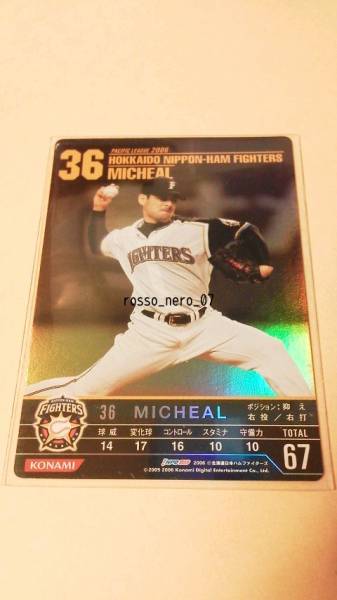 PACIFIC LEAGUE 2006
36 HOKKAIDO NIPPON-HAM FIGHTERS
MICHEAL
F
FIGHTERS
rosso_nero_07
FIGHTERS
36 MICHEAL
ポジション：抑え
右投／右打
球威 変化球 コントロール スタミナ 守備力 TOTAL
14 17 16 10 10 67
KONAMI
2006 © 北海道日本ハムファイターズ
©2005 2006 Konami Digital Entertainment Co., Ltd.